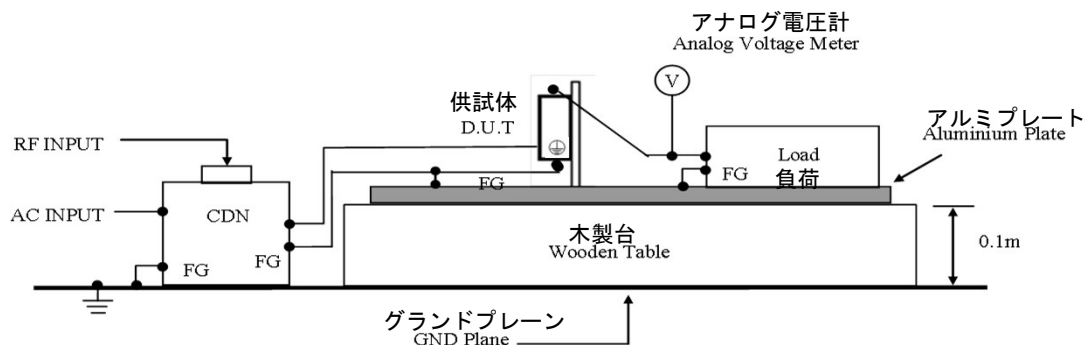 アナログ電圧計
Analog Voltage Meter
V
供試体
D.U.T
アルミプレート
Aluminium Plate
RF INPUT
Load
負荷
FG
FG
AC INPUT
CDN
木製台
Wooden Table
0.1m
FG
FG
グランドプレーン
GND Plane